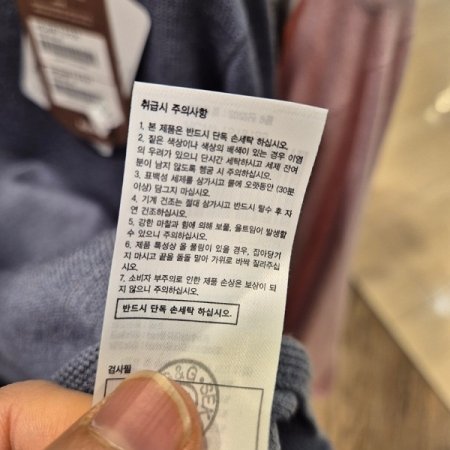 취급시 주의사항
1. 본 제품은 반드시 단독 손세탁 하십시오.
2. 짙은 색상이나 색상의 배색이 있는 경우 이염
의 우려가 있으니 단시간 세탁하시고 세제 잔여
분이 남지 않도록 헹굼 시 주의하십시오.
3. 표백성 세제를 삼가시고 물에 오랫동안 (30분
이상) 담그지 마십시오.
4. 기계 건조는 절대 삼가시고 반드시 탈수 후 자
연 건조하십시오.
5. 강한 마찰과 힘에 의해 보풀, 올트임이 발생할
수 있으니 주의하십시오.
6. 제품 특성상 올 풀림이 있을 경우, 잡아당기
지 마시고 끝을 돌돌 말아 가위로 바싹 잘라주십
시오.
7. 소비자 부주의로 인한 제품 손상은 보상이 되
지 않으니 주의하십시오.
반드시 단독 손세탁 하십시오.
검사필